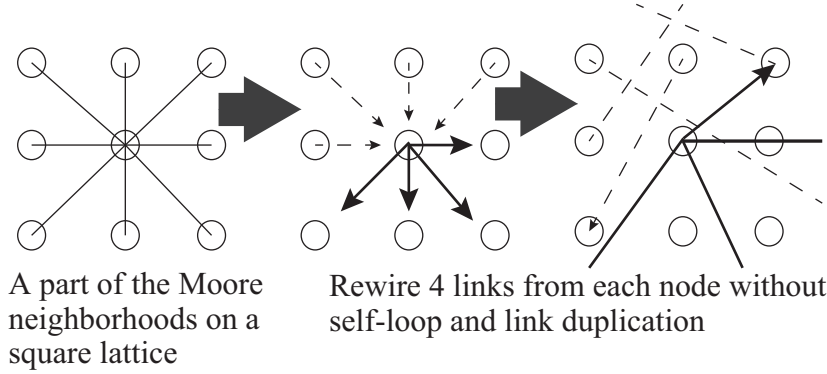 A part of the Moore
neighborhoods on a
square lattice
Rewire 4 links from each node without
self-loop and link duplication